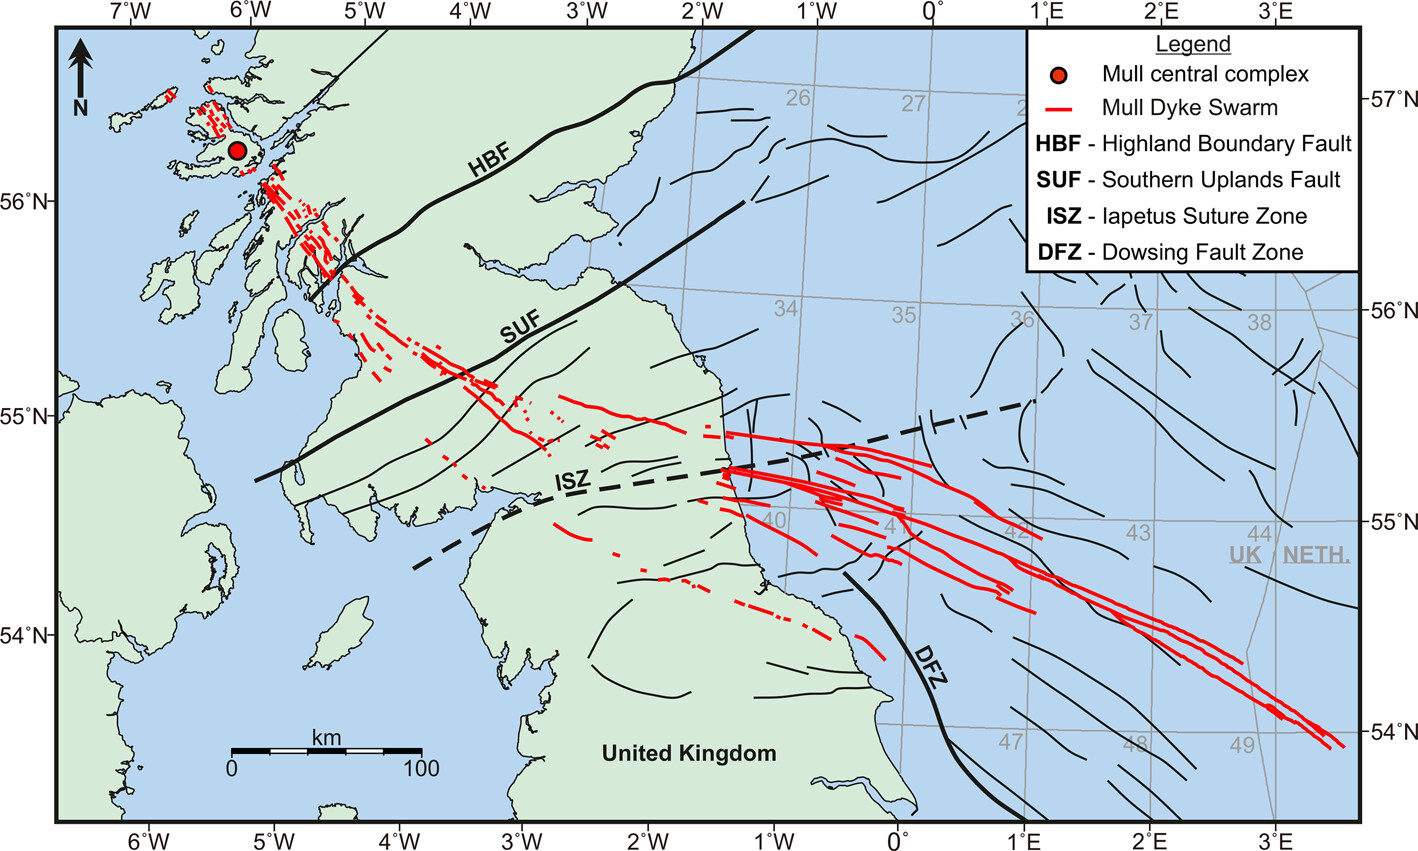 7°W 6°W 5°W 4°W 3°W 2°W 1°W 0° 1°E 2°E 3°E
N
Legend
Mull central complex
Mull Dyke Swarm
HBF - Highland Boundary Fault
SUF - Southern Uplands Fault
ISZ - Iapetus Suture Zone
DFZ - Dowsing Fault Zone
26 27 2
57°N
HBF
56°N
34 35 36 37 38
56°N
SUF
55°N
ISZ
40 41 42 43 44
55°N
UK NETH.
54°N
DFZ
54°N
47 48 49
km
0 100
United Kingdom
6°W 5°W 4°W 3°W 2°W 1°W 0° 1°E 2°E 3°E